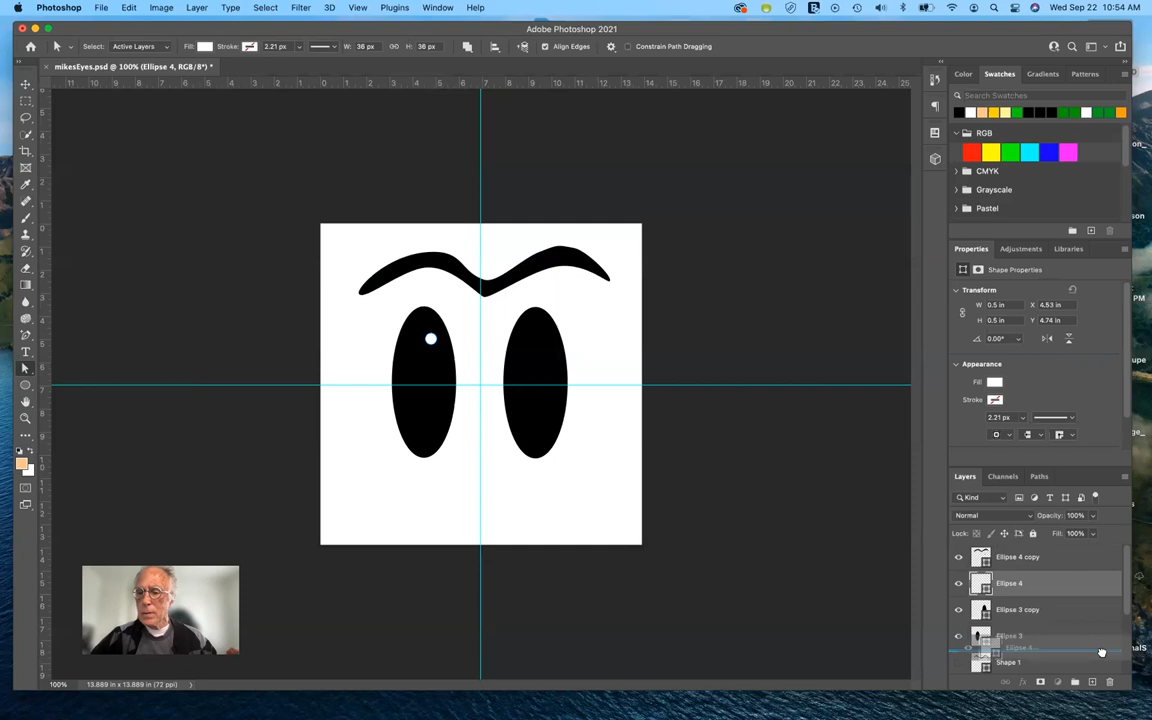 Photoshop File Edit Image Layer Type Select Filter 3D View Plugins Window Help Wed Sep 22 10:54 AM
Adobe Photoshop 2021
Select: Active Layers Fill: Stroke: 2.21 px W: 36 px H: 36 px Align Edges Constrain Path Dragging
mikesEyes.psd @ 100% (Ellipse 4, RGB/8*) *
Color Swatches Gradients Patterns
Search Swatches
RGB
CMYK
Grayscale
Pastel
Properties Adjustments Libraries
Shape Properties
Transform
W 0.5 in X 4.53 in
H 0.5 in Y 4.74 in
0.00°
Appearance
Fill
Stroke
2.21 px
Layers Channels Paths
Kind
Normal Opacity: 100%
Lock: Fill: 100%
Ellipse 4 copy
Ellipse 4
Ellipse 3 copy
Ellipse 3
Ellipse 4
Shape 1
100% 13.889 in x 13.889 in (72 ppi)